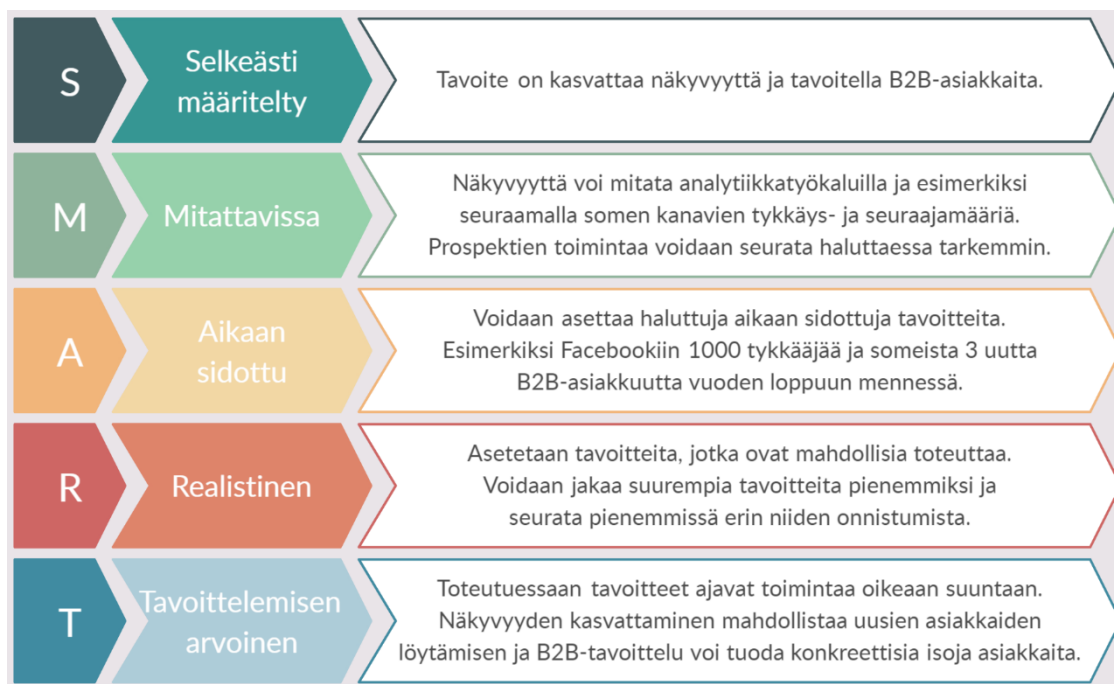 S
Selkeästi
määritelty
Tavoite on kasvattaa näkyvyyttä ja tavoitella B2B-asiakkaita.
M
Mitattavissa
Näkyvyyttä voi mitata analytiikkatyökaluilla ja esimerkiksi
seuraamalla somen kanavien tykkäys- ja seuraajamääriä.
Prospektien toimintaa voidaan seurata haluttaessa tarkemmin.
A
Aikaan
sidottu
Voidaan asettaa haluttuja aikaan sidottuja tavoitteita.
Esimerkiksi Facebookiin 1000 tykkääjää ja someista 3 uutta
B2B-asiakkuutta vuoden loppuun mennessä.
R
Realistinen
Asetetaan tavoitteita, jotka ovat mahdollisia toteuttaa.
Voidaan jakaa suurempia tavoitteita pienemmiksi ja
seurata pienemmissä erin niiden onnistumista.
T
Tavoittelemisen
arvoinen
Toteutuessaan tavoitteet ajavat toimintaa oikeaan suuntaan.
Näkyvyyden kasvattaminen mahdollistaa uusien asiakkaiden
löytämisen ja B2B-tavoittelu voi tuoda konkreettisia isoja asiakkaita.